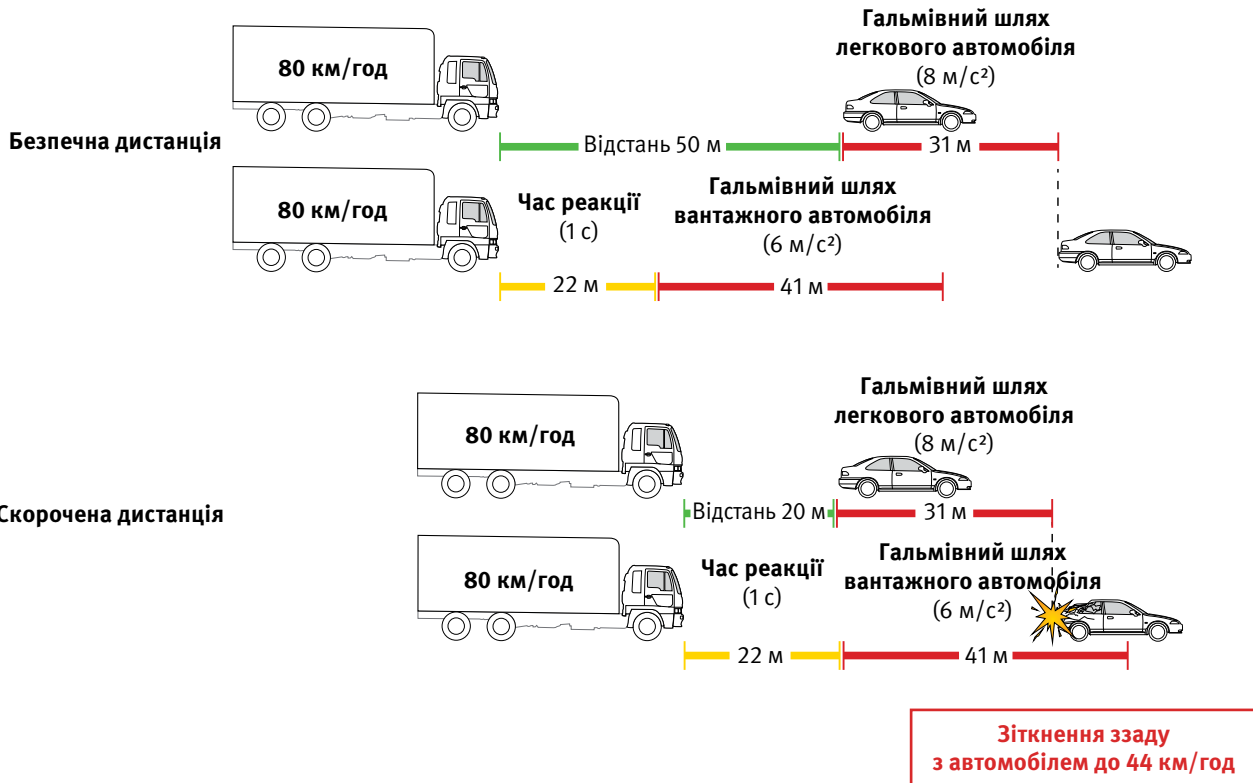 Гальмівний шлях
легкового автомобіля
(8 м/с²)
80 км/год
Безпечна дистанція
Відстань 50 м
31 м
80 км/год
Час реакції
(1 с)
Гальмівний шлях
вантажного автомобіля
(6 м/с²)
22 м
41 м
Гальмівний шлях
легкового автомобіля
(8 м/с²)
80 км/год
Скорочена дистанція
Відстань 20 м
31 м
80 км/год
Час реакції
(1 с)
Гальмівний шлях
вантажного автомобіля
(6 м/с²)
22 м
41 м
Зіткнення ззаду
з автомобілем до 44 км/год